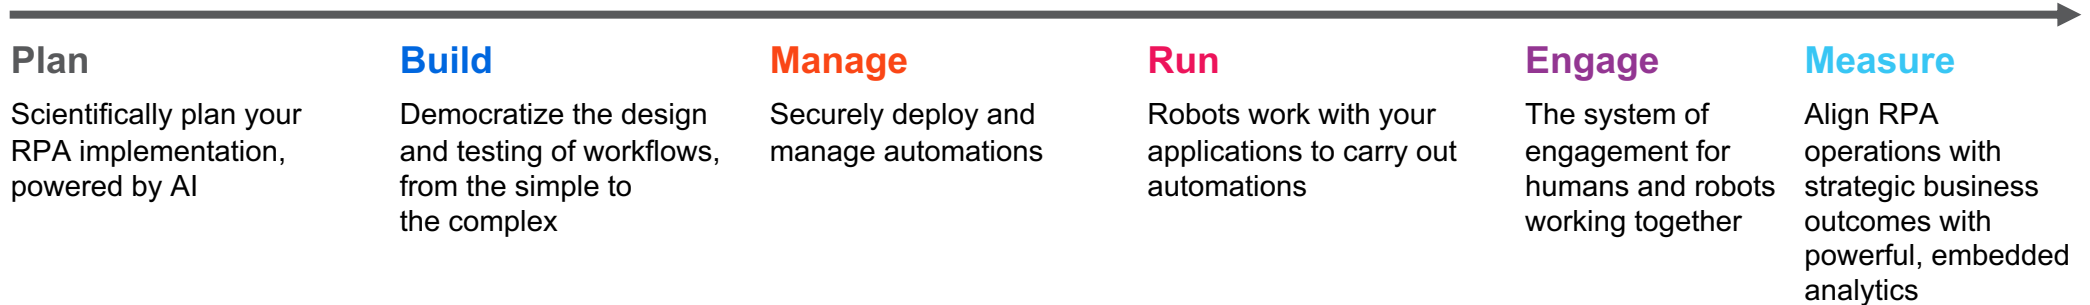 Plan
Scientifically plan your
RPA implementation,
powered by AI
Build
Democratize the design
and testing of workflows,
from the simple to
the complex
Manage
Securely deploy and
manage automations
Run
Robots work with your
applications to carry out
automations
Engage
The system of
engagement for
humans and robots
working together
Measure
Align RPA
operations with
strategic business
outcomes with
powerful, embedded
analytics